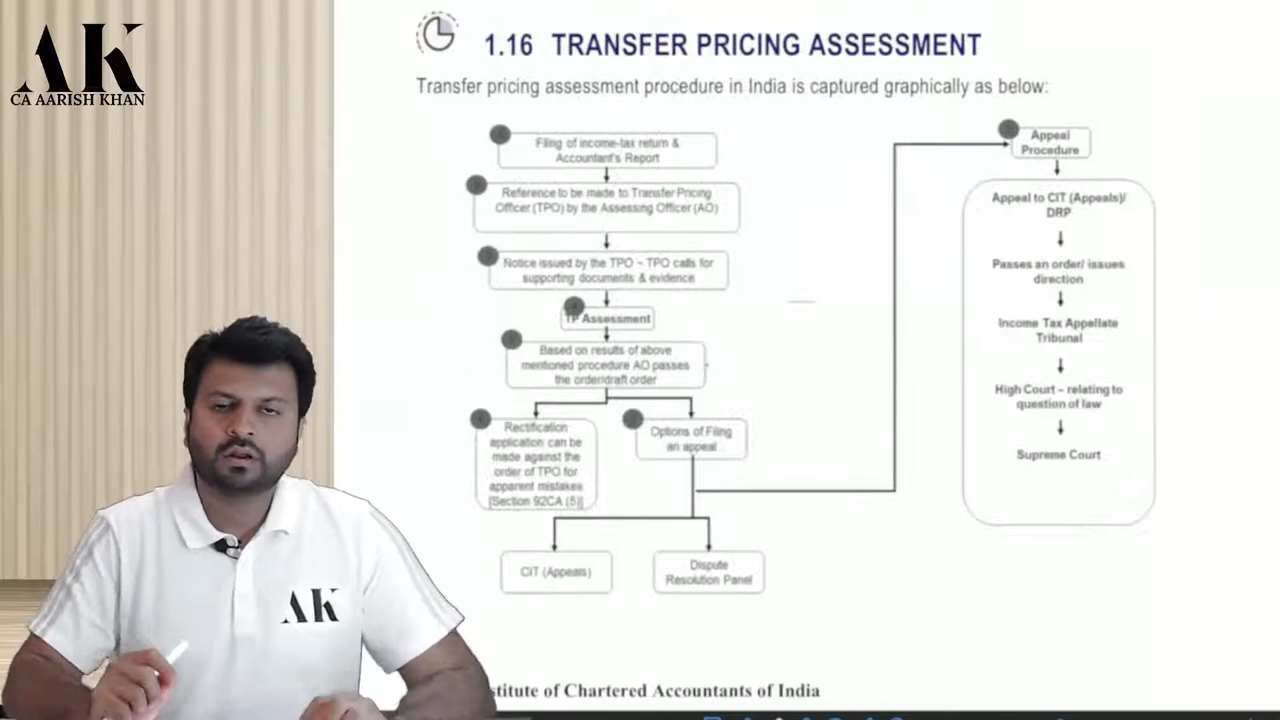 AK
CA AARISH KHAN
1.16 TRANSFER PRICING ASSESSMENT
Transfer pricing assessment procedure in India is captured graphically as below:
Filing of income-tax return &
Accountant's Report
Reference to be made to Transfer Pricing
Officer (TPO) by the Assessing Officer (AO)
Notice issued by the TPO – TPO calls for
supporting documents & evidence
TP Assessment
Based on results of above
mentioned procedure AO passes
the order/draft order
Rectification
application can be
made against the
order of TPO for
apparent mistakes
[Section 92CA (5)]
Options of Filing
an appeal
CIT (Appeals)
Dispute
Resolution Panel
Appeal
Procedure
Appeal to CIT (Appeals)/
DRP
Passes an order/ issues
direction
Income Tax Appellate
Tribunal
High Court – relating to
question of law
Supreme Court
AK
stitute of Chartered Accountants of India